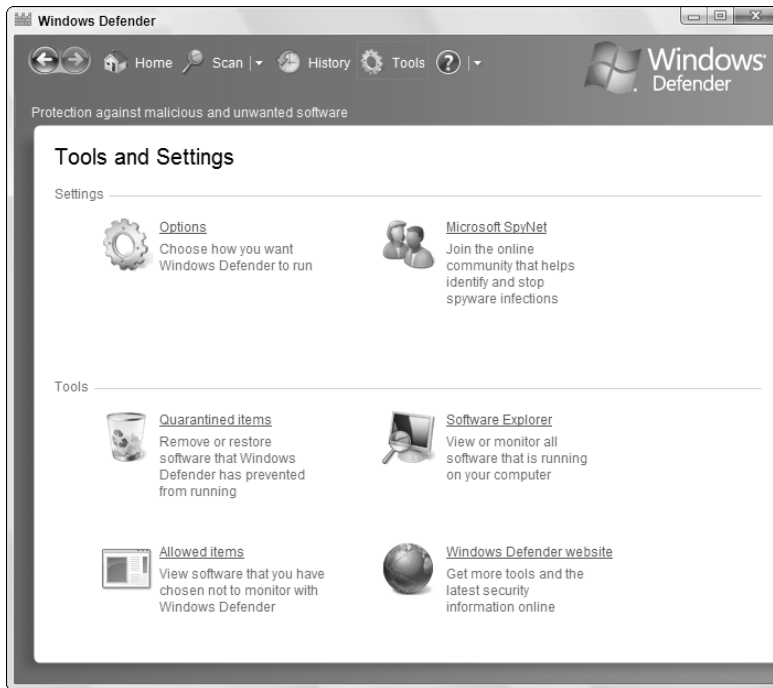 Windows Defender
Home Scan History Tools ?
Windows
Defender
Protection against malicious and unwanted software
Tools and Settings
Settings
Options
Choose how you want
Windows Defender to run
Microsoft SpyNet
Join the online
community that helps
identify and stop
spyware infections
Tools
Quarantined items
Remove or restore
software that Windows
Defender has prevented
from running
Software Explorer
View or monitor all
software that is running
on your computer
Allowed items
View software that you have
chosen not to monitor with
Windows Defender
Windows Defender website
Get more tools and the
latest security
information online